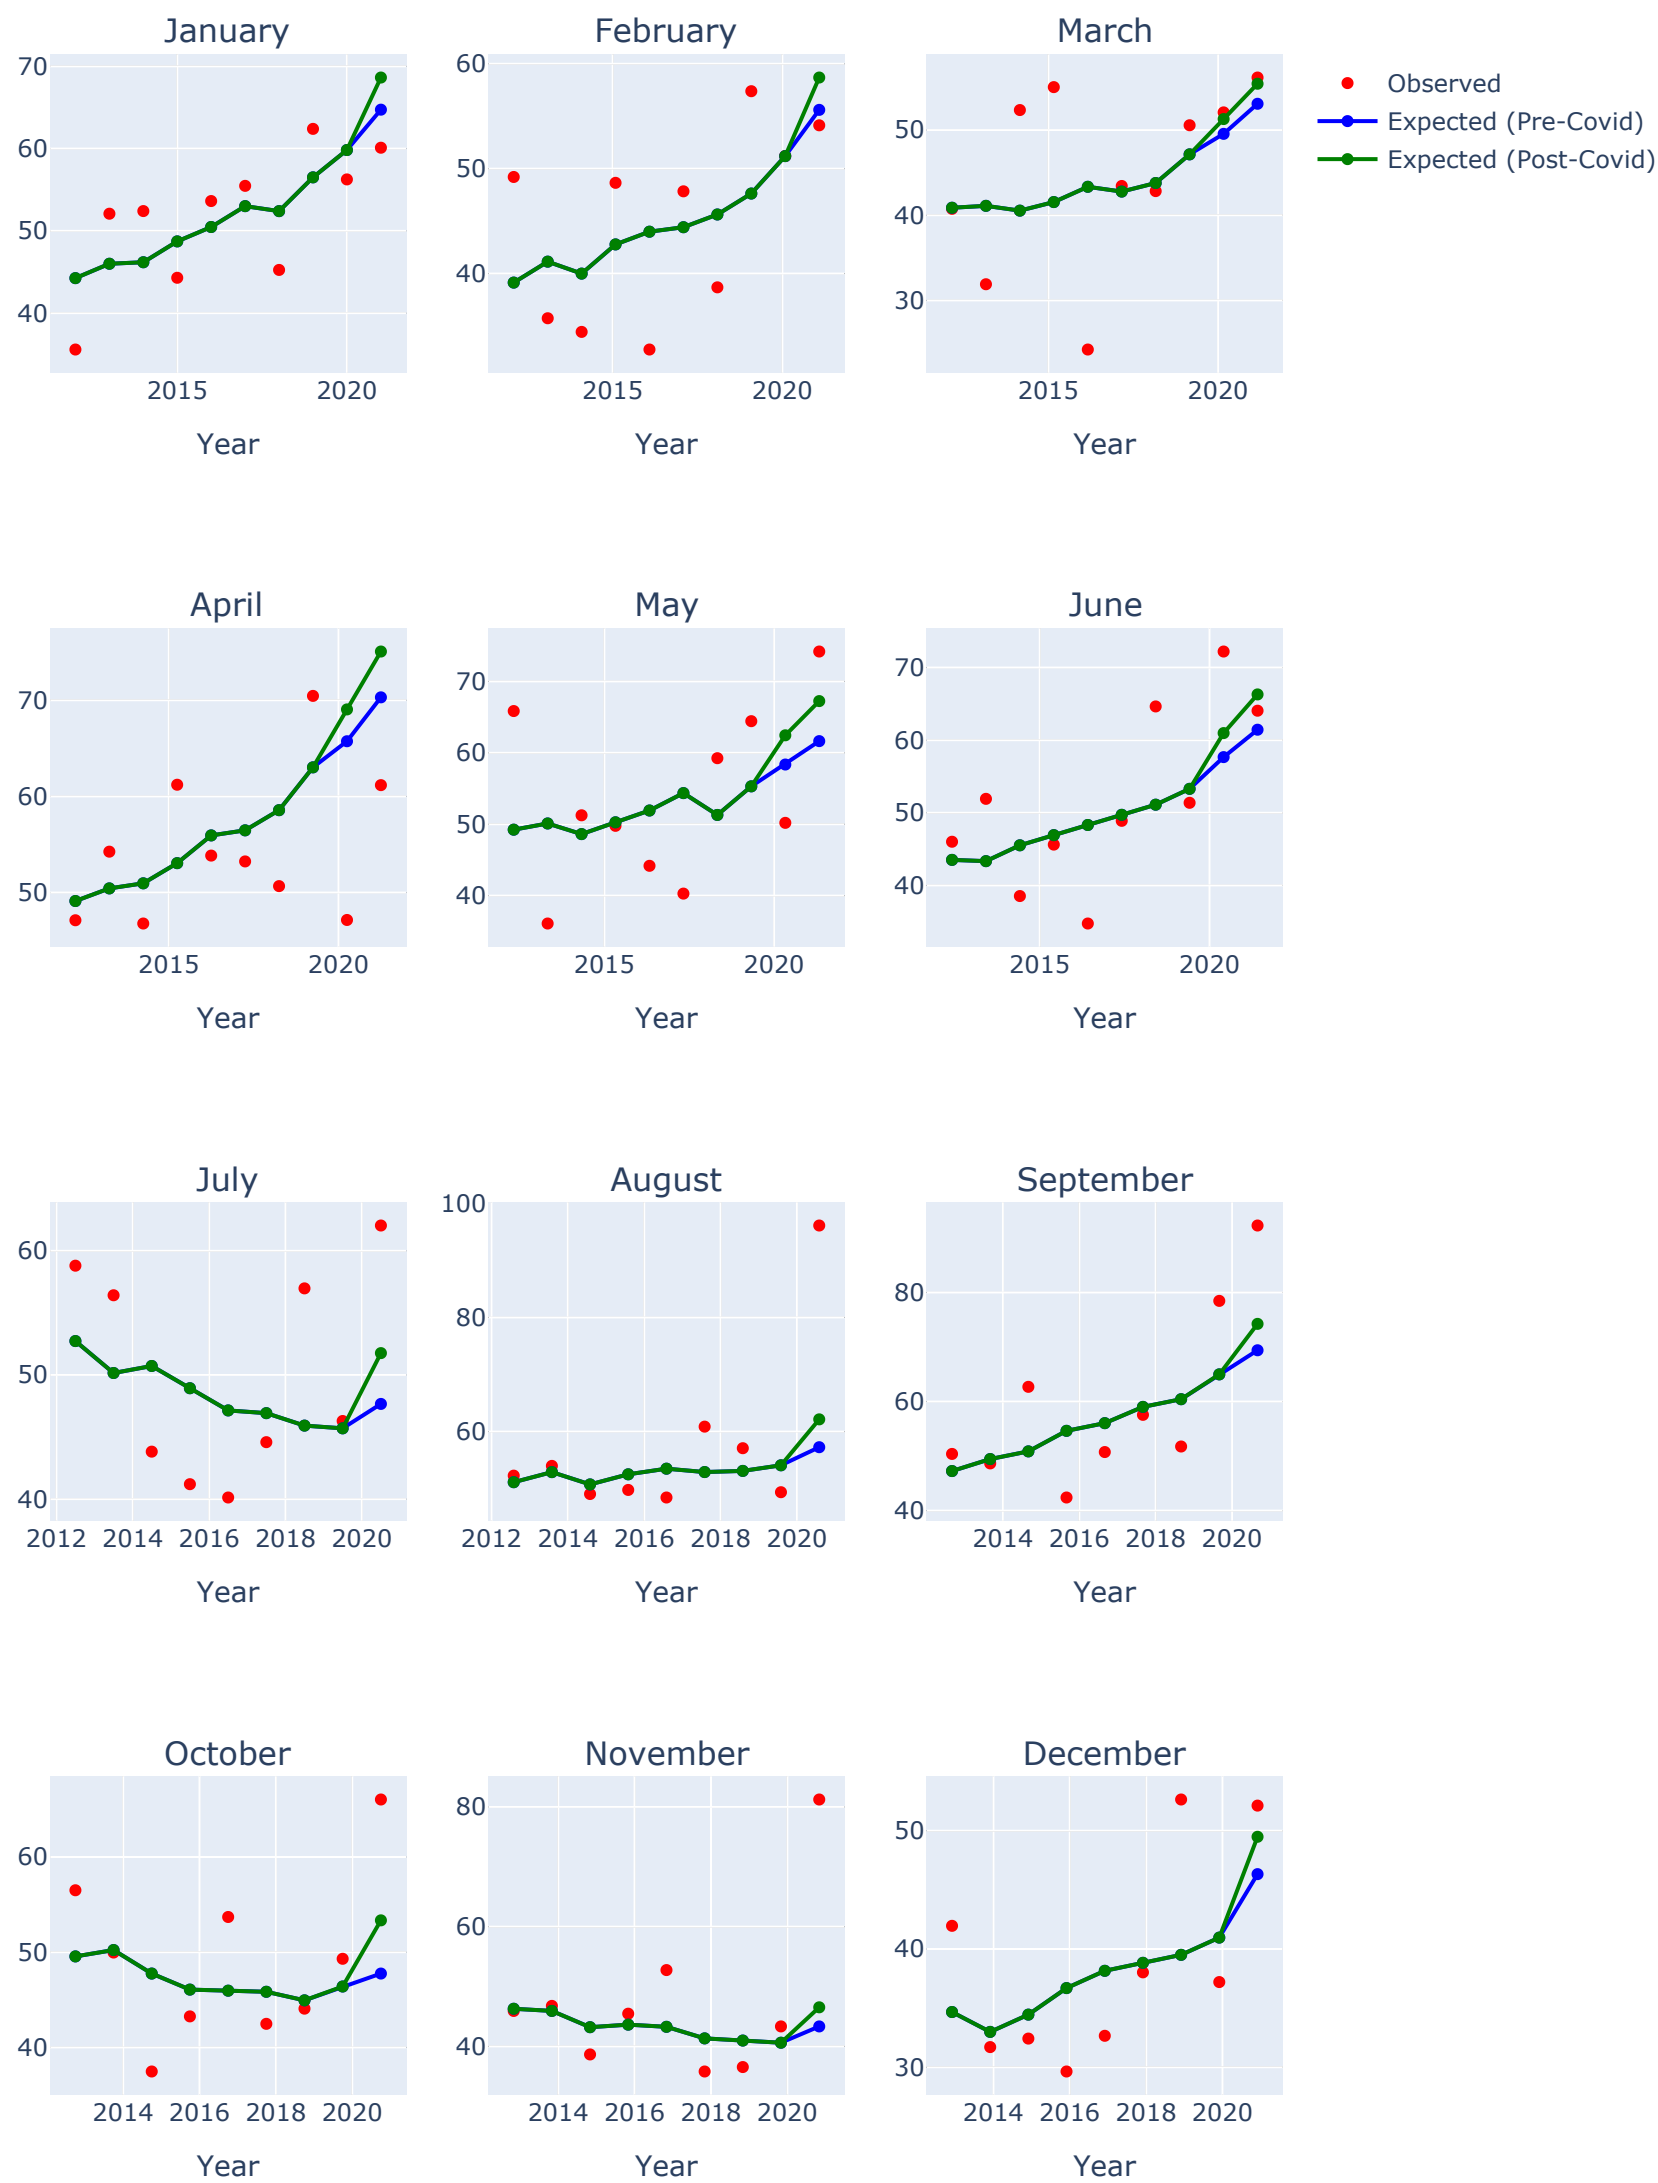 January
February
March
70
60
50
40
2015
2020
Year
60
50
40
2015
2020
Year
50
40
30
2015
2020
Year
Observed
Expected (Pre-Covid)
Expected (Post-Covid)
April
May
June
70
60
50
2015
2020
Year
70
60
50
40
2015
2020
Year
70
60
50
40
2015
2020
Year
July
August
September
60
50
40
2012
2014
2016
2018
2020
Year
100
80
60
2012
2014
2016
2018
2020
Year
80
60
40
2014
2016
2018
2020
Year
October
November
December
60
50
40
2014
2016
2018
2020
Year
80
60
40
2014
2016
2018
2020
Year
50
40
30
2014
2016
2018
2020
Year